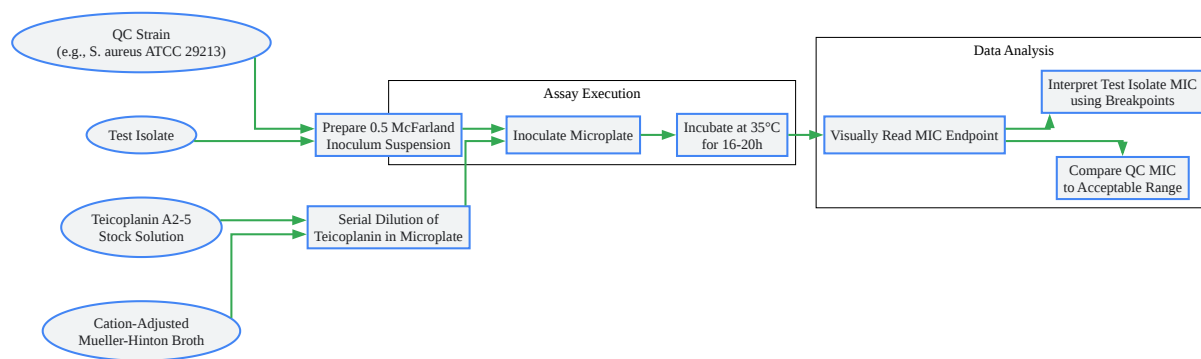 QC Strain
(e.g., S. aureus ATCC 29213)
Test Isolate
Teicoplanin A2-5
Stock Solution
Cation-Adjusted
Mueller-Hinton Broth
Serial Dilution of
Teicoplanin in Microplate
Assay Execution
Prepare 0.5 McFarland
Inoculum Suspension
Inoculate Microplate
Incubate at 35°C
for 16-20h
Data Analysis
Visually Read MIC Endpoint
Interpret Test Isolate MIC
using Breakpoints
Compare QC MIC
to Acceptable Range